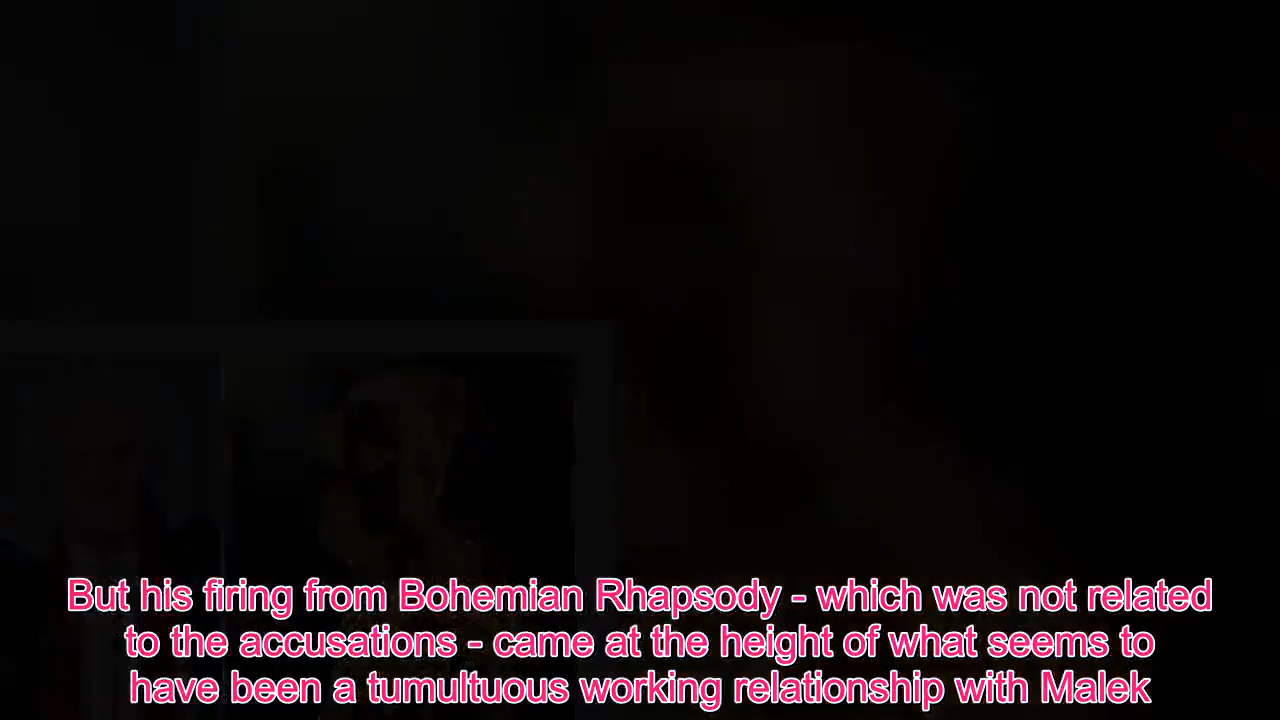 But his firing from Bohemian Rhapsody - which was not related
to the accusations - came at the height of what seems to
have been a tumultuous working relationship with Malek